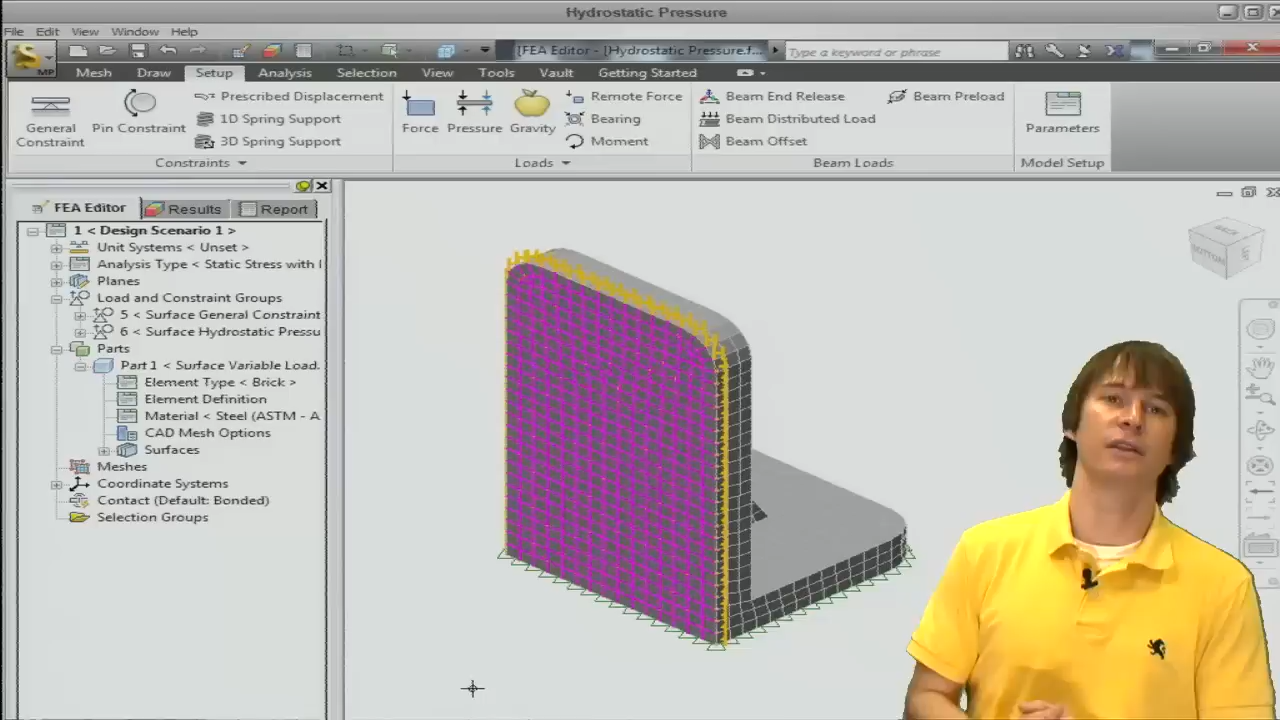 Hydrostatic Pressure
File Edit View Window Help
MP
[FEA Editor - [Hydrostatic Pressure.f...
Type a keyword or phrase
Mesh Draw Setup Analysis Selection View Tools Vault Getting Started
General Constraint
Pin Constraint
Prescribed Displacement
1D Spring Support
3D Spring Support
Constraints
Force Pressure Gravity
Remote Force
Bearing
Moment
Loads
Beam End Release
Beam Distributed Load
Beam Offset
Beam Preload
Beam Loads
Parameters
Model Setup
FEA Editor Results Report
1 < Design Scenario 1 >
Unit Systems < Unset >
Analysis Type < Static Stress with l
Planes
Load and Constraint Groups
5 < Surface General Constraint
6 < Surface Hydrostatic Pressu
Parts
Part 1 < Surface Variable Load.
Element Type < Brick >
Element Definition
Material < Steel (ASTM - A
CAD Mesh Options
Surfaces
Meshes
Coordinate Systems
Contact (Default: Bonded)
Selection Groups
BACK
BOTTOM